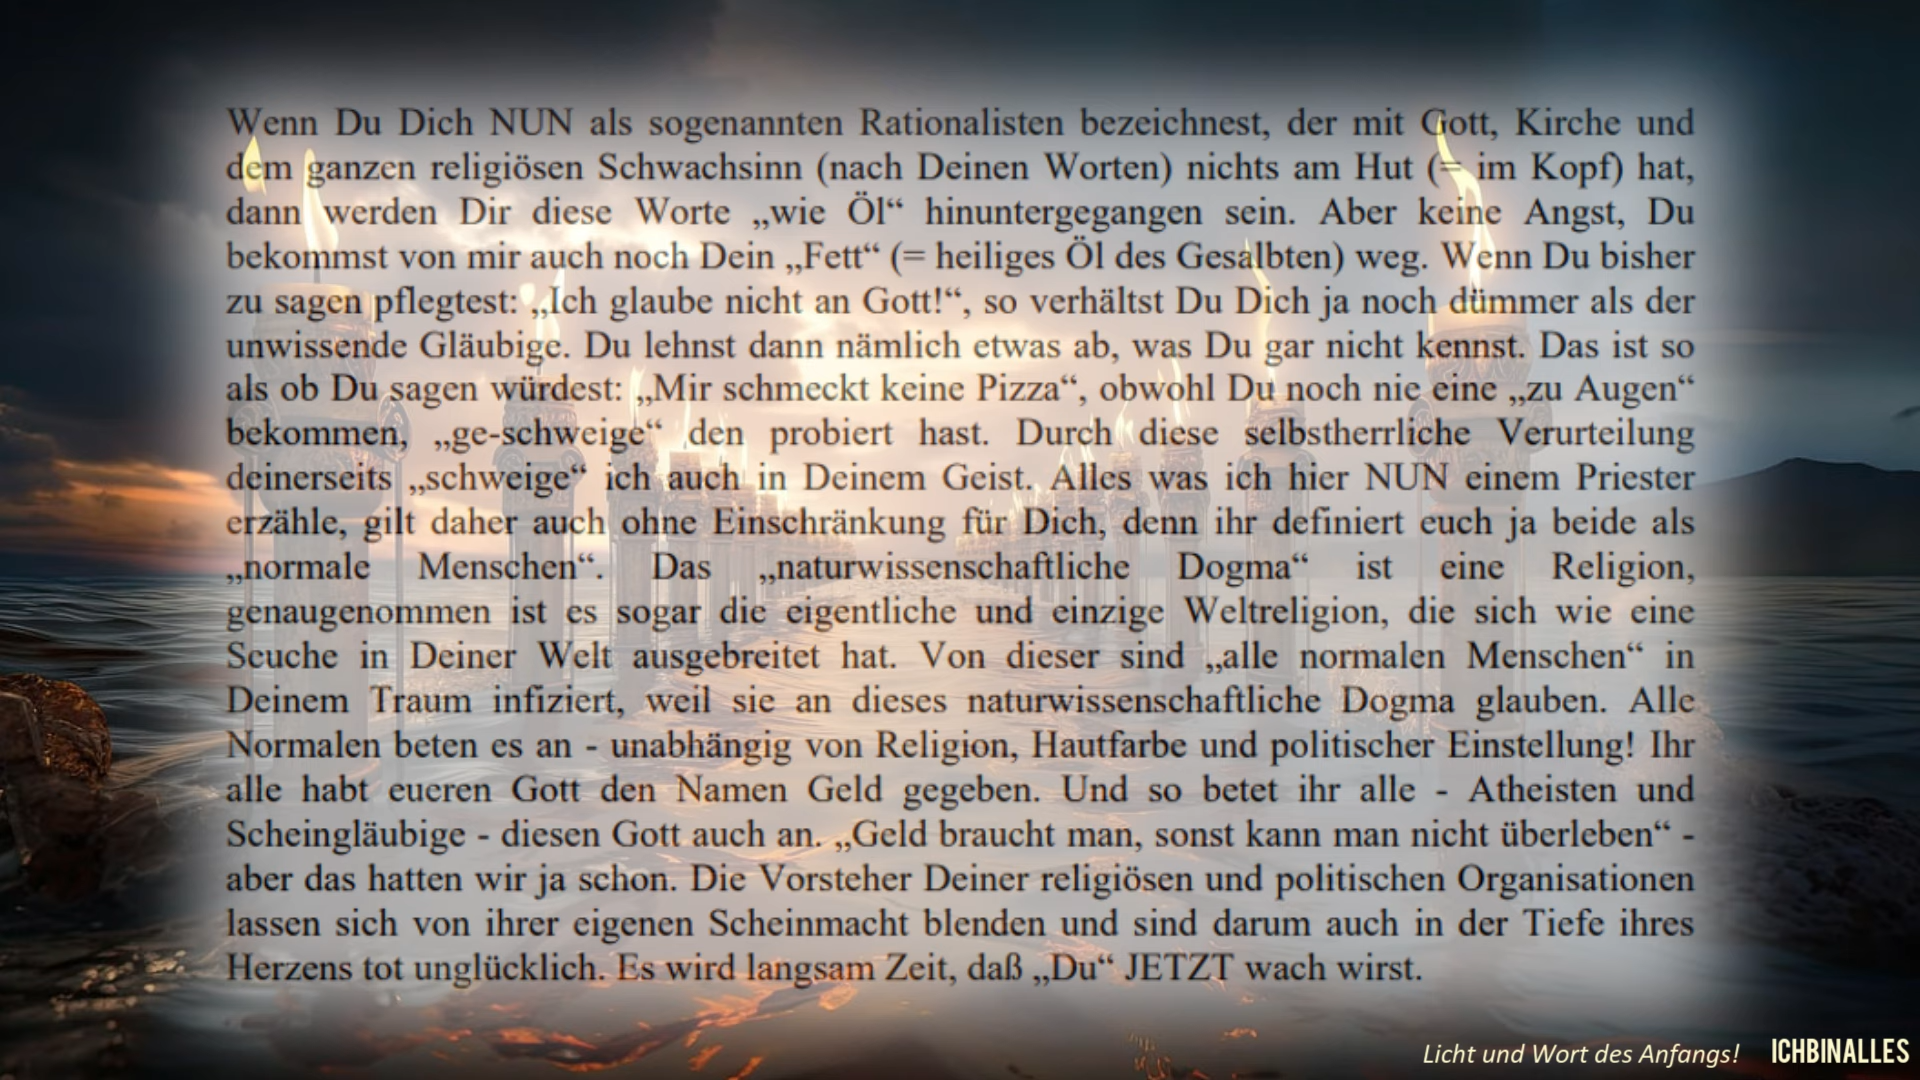 Wenn Du Dich NUN als sogenannten Rationalisten bezeichnest, der mit Gott, Kirche und
dem ganzen religiösen Schwachsinn (nach Deinen Worten) nichts am Hut (= im Kopf) hat,
dann werden Dir diese Worte „wie Öl“ hinuntergegangen sein. Aber keine Angst, Du
bekommst von mir auch noch Dein „Fett“ (= heiliges Öl des Gesalbten) weg. Wenn Du bisher
zu sagen pflegtest: „Ich glaube nicht an Gott!“, so verhältst Du Dich ja noch dümmer als der
unwissende Gläubige. Du lehnst dann nämlich etwas ab, was Du gar nicht kennst. Das ist so
als ob Du sagen würdest: „Mir schmeckt keine Pizza“, obwohl Du noch nie eine „zu Augen“
bekommen, „ge-schweige“ den probiert hast. Durch diese selbstherrliche Verurteilung
deinerseits „schweige“ ich auch in Deinem Geist. Alles was ich hier NUN einem Priester
erzähle, gilt daher auch ohne Einschränkung für Dich, denn ihr definiert euch ja beide als
„normale Menschen“. Das „naturwissenschaftliche Dogma“ ist eine Religion,
genaugenommen ist es sogar die eigentliche und einzige Weltreligion, die sich wie eine
Seuche in Deiner Welt ausgebreitet hat. Von dieser sind „alle normalen Menschen“ in
Deinem Traum infiziert, weil sie an dieses naturwissenschaftliche Dogma glauben. Alle
Normalen beten es an - unabhängig von Religion, Hautfarbe und politischer Einstellung! Ihr
alle habt eueren Gott den Namen Geld gegeben. Und so betet ihr alle - Atheisten und
Scheingläubige - diesen Gott auch an. „Geld braucht man, sonst kann man nicht überleben“ -
aber das hatten wir ja schon. Die Vorsteher Deiner religiösen und politischen Organisationen
lassen sich von ihrer eigenen Scheinmacht blenden und sind darum auch in der Tiefe ihres
Herzens tot unglücklich. Es wird langsam Zeit, daß „Du“ JETZT wach wirst.
Licht und Wort des Anfangs! ICHBINALLES